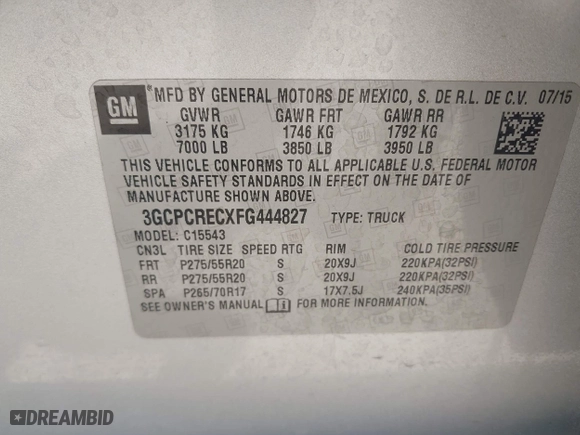 GM
MFD BY GENERAL MOTORS DE MEXICO, S. DE R.L. DE C.V. 07/15
GVWR GAWR FRT GAWR RR
3175 KG 1746 KG 1792 KG
7000 LB 3850 LB 3950 LB
THIS VEHICLE CONFORMS TO ALL APPLICABLE U.S. FEDERAL MOTOR
VEHICLE SAFETY STANDARDS IN EFFECT ON THE DATE OF
MANUFACTURE SHOWN ABOVE.
3GCPCRECXFG444827 TYPE: TRUCK
MODEL: C15543
CN3L TIRE SIZE SPEED RTG RIM COLD TIRE PRESSURE
FRT P275/55R20 S 20X9J 220KPA(32PSI)
RR P275/55R20 S 20X9J 220KPA(32PSI)
SPA P265/70R17 S 17X7.5J 240KPA(35PSI)
SEE OWNER'S MANUAL i FOR MORE INFORMATION.
DREAMBID